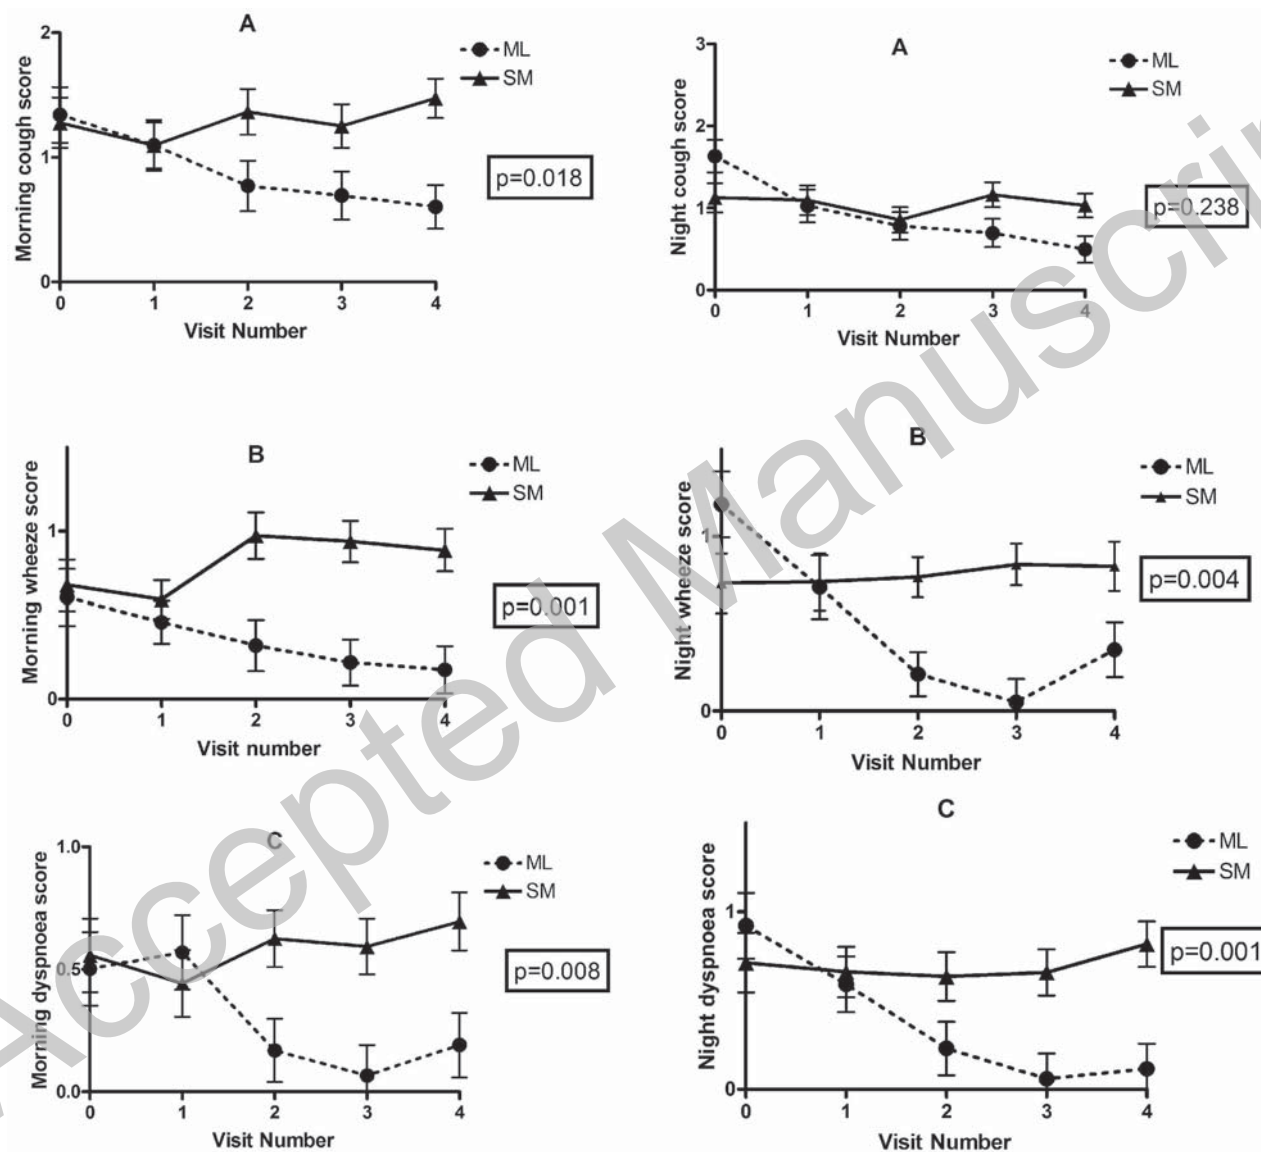 A
2
ML
SM
Morning cough score
1
p=0.018
0
0 1 2 3 4
Visit Number
A
3
ML
SM
2
Night cough score
1
p=0.238
0
0 1 2 3 4
Visit Number
B
ML
SM
Morning wheeze score
1
p=0.001
0
0 1 2 3 4
Visit number
B
ML
SM
Night wheeze score
1
p=0.004
0
0 1 2 3 4
Visit Number
C
1.0
ML
SM
Morning dyspnoea score
0.5
p=0.008
0.0
0 1 2 3 4
Visit Number
C
ML
SM
Night dyspnoea score
1
p=0.001
0
0 1 2 3 4
Visit Number
Accepted Manuscrip